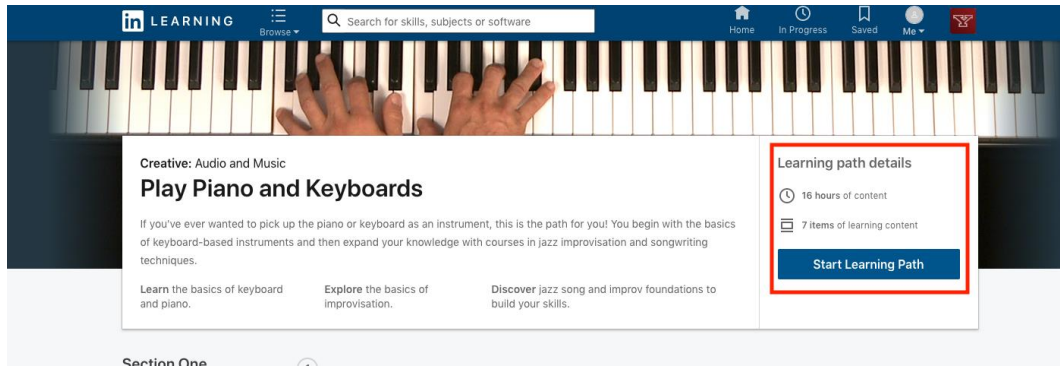 in LEARNING
Browse
Search for skills, subjects or software
Home
In Progress
Saved
Me
Y
Creative: Audio and Music
Play Piano and Keyboards
If you've ever wanted to pick up the piano or keyboard as an instrument, this is the path for you! You begin with the basics
of keyboard-based instruments and then expand your knowledge with courses in jazz improvisation and songwriting
techniques.
Learn the basics of keyboard
and piano.
Explore the basics of
improvisation.
Discover jazz song and improv foundations to
build your skills.
Learning path details
16 hours of content
7 items of learning content
Start Learning Path
Section One